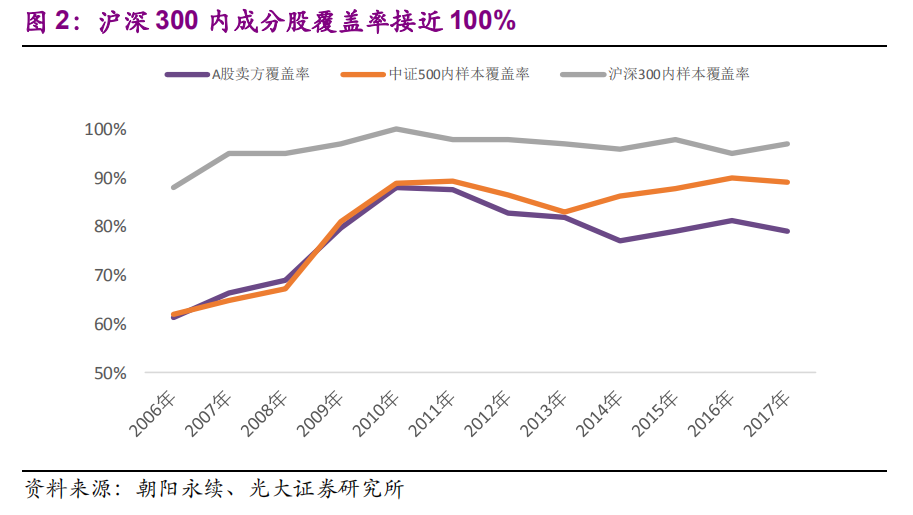 图 2：沪深 300 内成分股覆盖率接近 100%
A股卖方覆盖率 中证500内样本覆盖率 沪深300内样本覆盖率
100%
90%
80%
70%
60%
50%
2006年 2007年 2008年 2009年 2010年 2011年 2012年 2013年 2014年 2015年 2016年 2017年
资料来源：朝阳永续、光大证券研究所